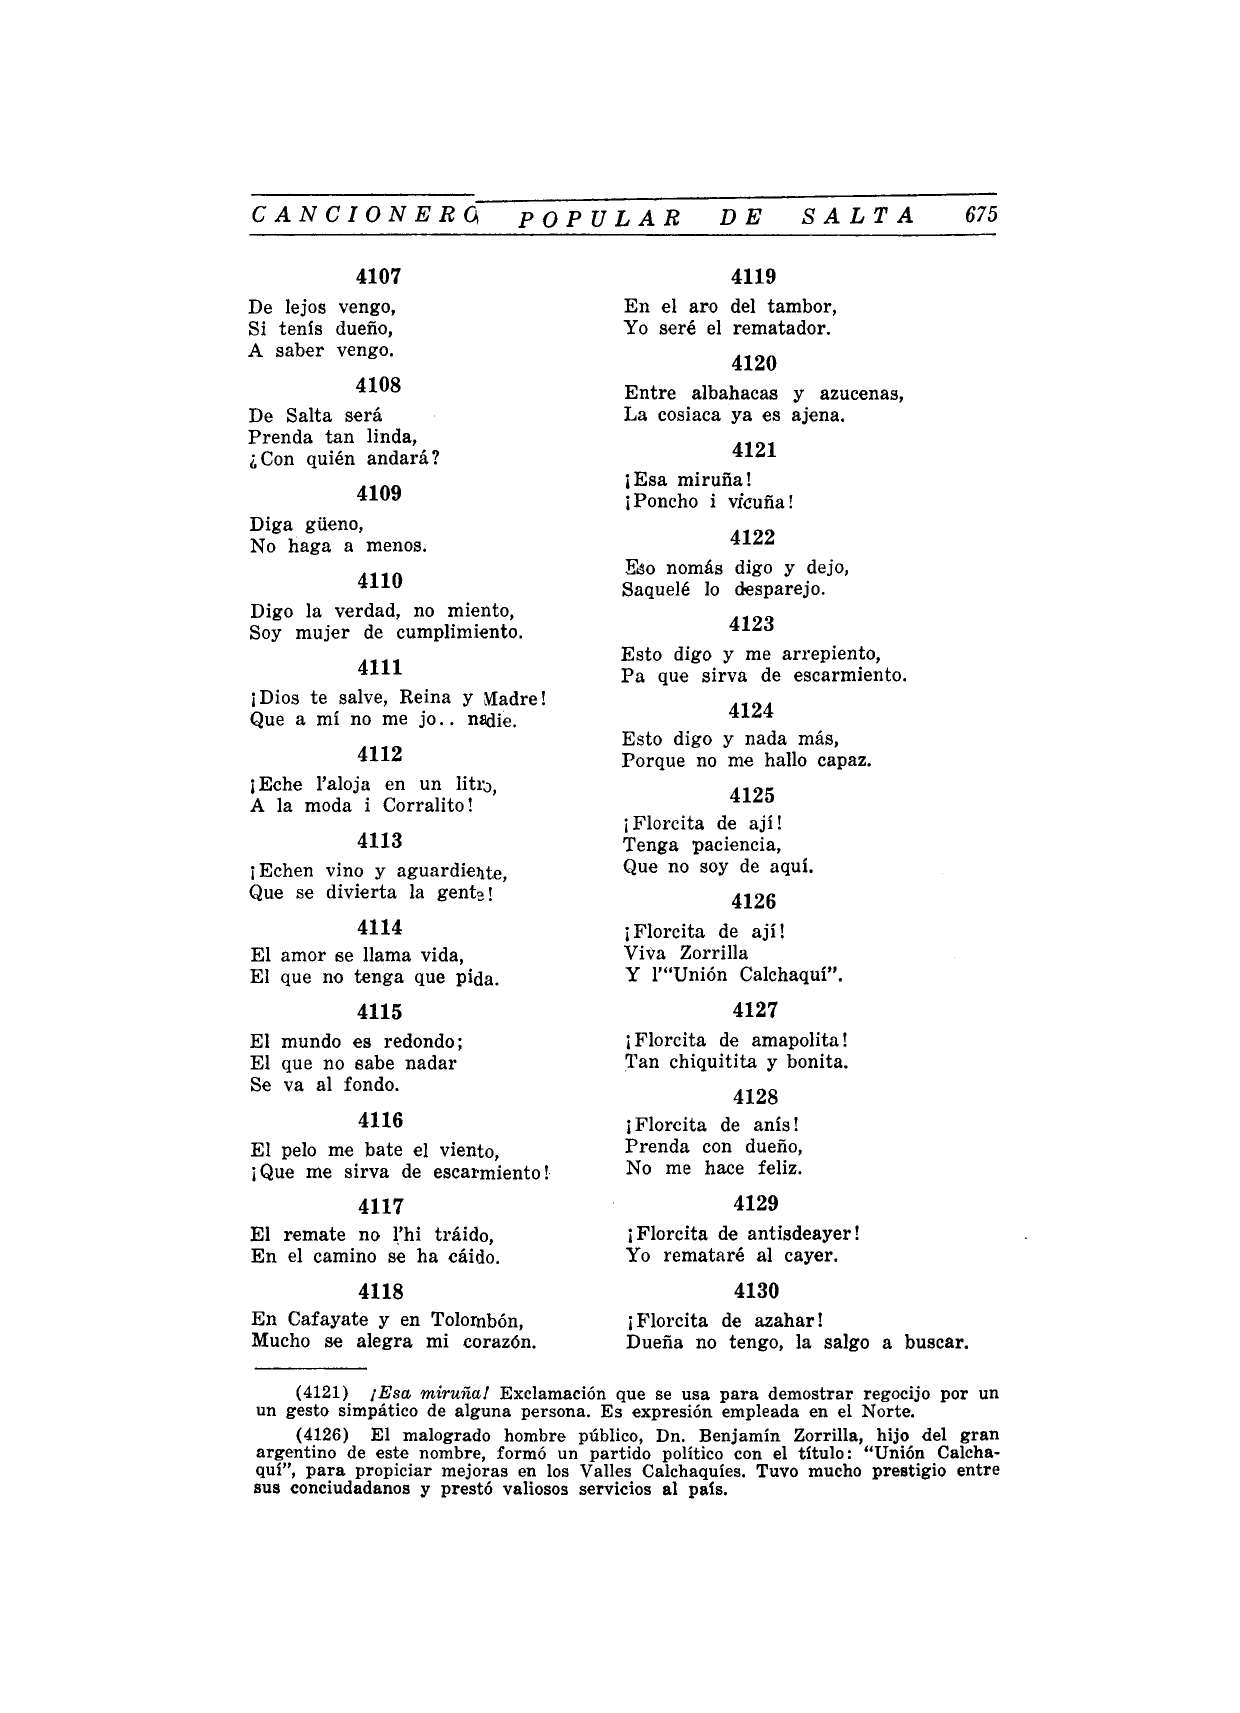 CANCIONERO POPULAR DE SALTA 675
4107
De lejos vengo,
Si tenís dueño,
A saber vengo.
4108
De Salta será
Prenda tan linda,
¿Con quién andará?
4109
Diga güeno,
No haga a menos.
4110
Digo la verdad, no miento,
Soy mujer de cumplimiento.
4111
¡Dios te salve, Reina y Madre!
Que a mí no me jo.. nadie.
4112
¡Eche l'aloja en un litro,
A la moda i Corralito!
4113
¡Echen vino y aguardiente,
Que se divierta la gente!
4114
El amor se llama vida,
El que no tenga que pida.
4115
El mundo es redondo;
El que no sabe nadar
Se va al fondo.
4116
El pelo me bate el viento,
¡Que me sirva de escarmiento!
4117
El remate no l'hi tráido,
En el camino se ha cáido.
4118
En Cafayate y en Tolombón,
Mucho se alegra mi corazón.
4119
En el aro del tambor,
Yo seré el rematador.
4120
Entre albahacas y azucenas,
La cosiaca ya es ajena.
4121
¡Esa miruña!
¡Poncho i vicuña!
4122
Eso nomás digo y dejo,
Saquelé lo desparejo.
4123
Esto digo y me arrepiento,
Pa que sirva de escarmiento.
4124
Esto digo y nada más,
Porque no me hallo capaz.
4125
¡Florcita de ají!
Tenga paciencia,
Que no soy de aquí.
4126
¡Florcita de ají!
Viva Zorrilla
Y l'"Unión Calchaquí".
4127
¡Florcita de amapolita!
Tan chiquitita y bonita.
4128
¡Florcita de anís!
Prenda con dueño,
No me hace feliz.
4129
¡Florcita de antisdeayer!
Yo remataré al cayer.
4130
¡Florcita de azahar!
Dueña no tengo, la salgo a buscar.
(4121) ¡Esa miruña! Exclamación que se usa para demostrar regocijo por un
un gesto simpático de alguna persona. Es expresión empleada en el Norte.
(4126) El malogrado hombre público, Dn. Benjamín Zorrilla, hijo del gran
argentino de este nombre, formó un partido político con el título: "Unión Calcha-
quí", para propiciar mejoras en los Valles Calchaquíes. Tuvo mucho prestigio entre
sus conciudadanos y prestó valiosos servicios al país.